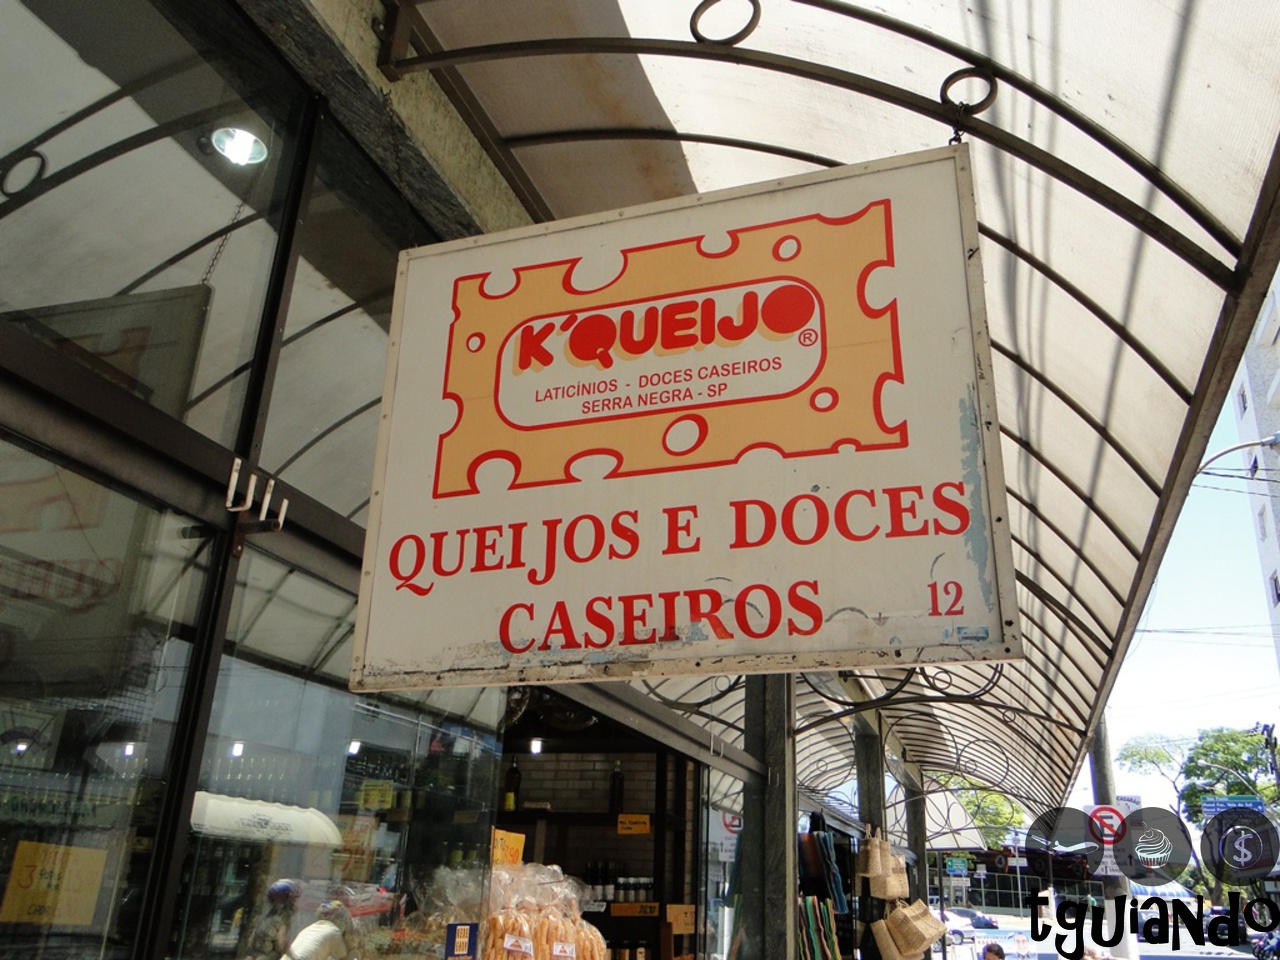 K'QUEIJO ®
LATICÍNIOS - DOCES CASEIROS
SERRA NEGRA - SP
QUEIJOS E DOCES
CASEIROS 12
tguiando